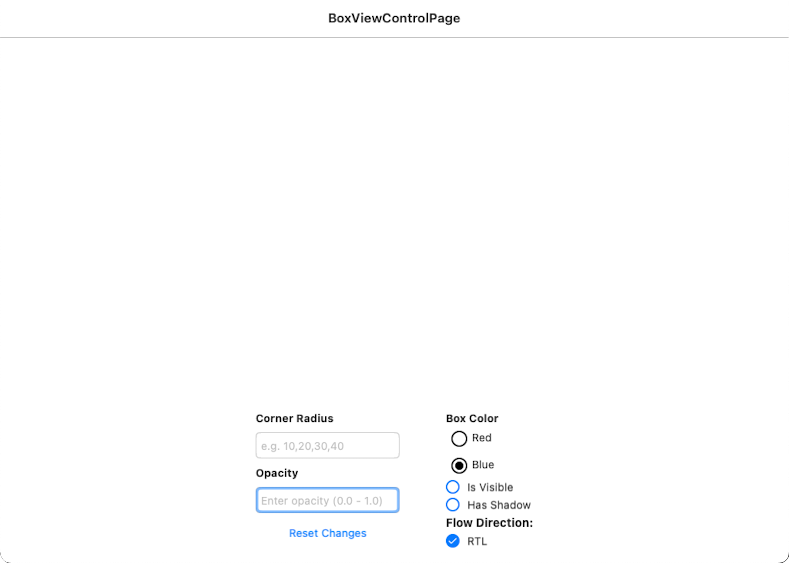 BoxViewControlPage
Corner Radius
e.g. 10,20,30,40
Opacity
Enter opacity (0.0 - 1.0)
Reset Changes
Box Color
Red
Blue
Is Visible
Has Shadow
Flow Direction:
RTL